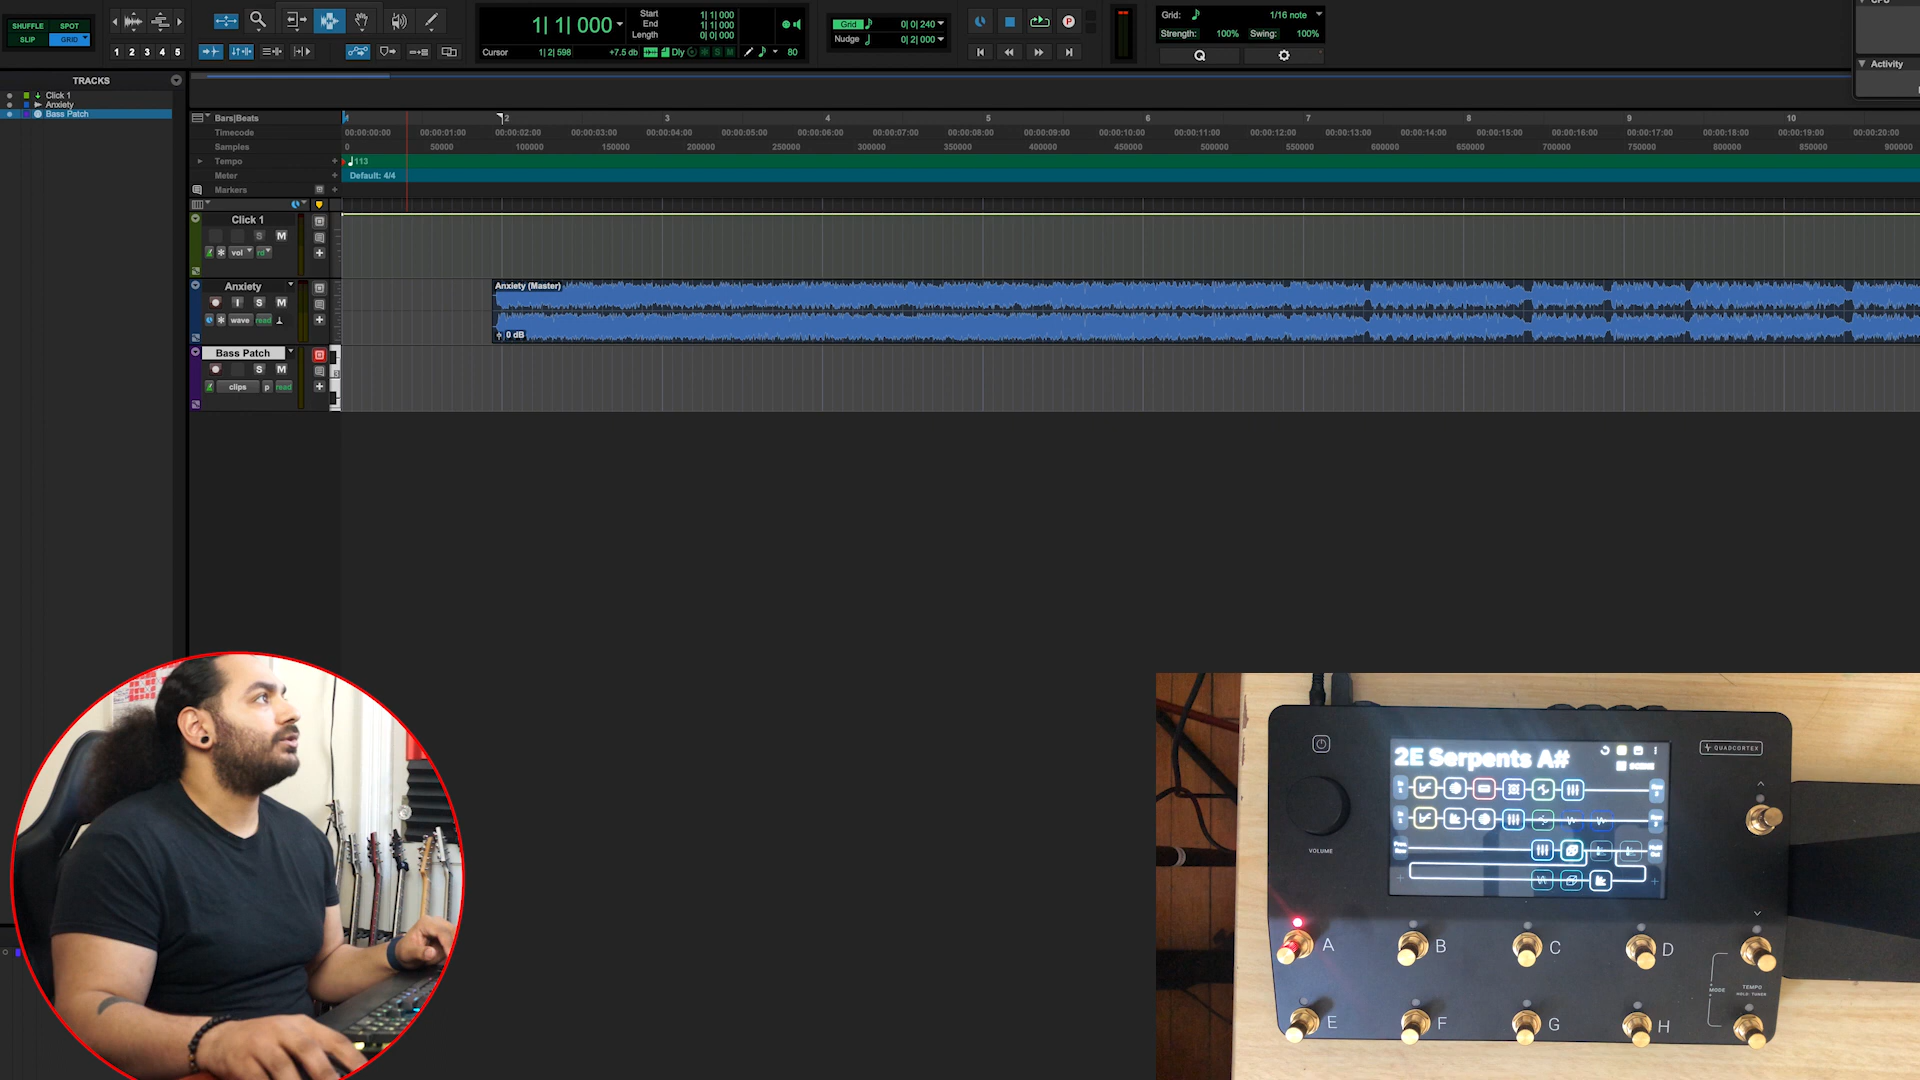 SHUFFLE SPOT
SLIP GRID
1 2 3 4 5
1| 1| 000
Start 1| 1| 000
End 1| 1| 000
Length 0| 0| 000
Cursor 1| 2| 598 +7.5 db Dly 80
Grid 0| 0| 240
Nudge 0| 2| 000
Grid: 1/16 note
Strength: 100% Swing: 100%
Q
Activity
TRACKS
Click 1
Anxiety
Bass Patch
Bars|Beats 2 3 4 5 6 7 8 9 10
Timecode 00:00:00:00 00:00:01:00 00:00:02:00 00:00:03:00 00:00:04:00 00:00:05:00 00:00:06:00 00:00:07:00 00:00:08:00 00:00:09:00 00:00:10:00 00:00:11:00 00:00:12:00 00:00:13:00 00:00:14:00 00:00:15:00 00:00:16:00 00:00:17:00 00:00:18:00 00:00:19:00 00:00:20:00
Samples 0 50000 100000 150000 200000 250000 300000 350000 400000 450000 500000 550000 600000 650000 700000 750000 800000 850000 900000
Tempo 113
Meter Default: 4/4
Markers
Click 1
S M
vol rd
Anxiety
I S M
wave read
Anxiety (Master)
0 dB
Bass Patch
S M
clips p read
2E Serpents A#
SCENE
QUADCORTEX
VOLUME
A B C D
MODE
TEMPO
HOLD TUNER
E F G H